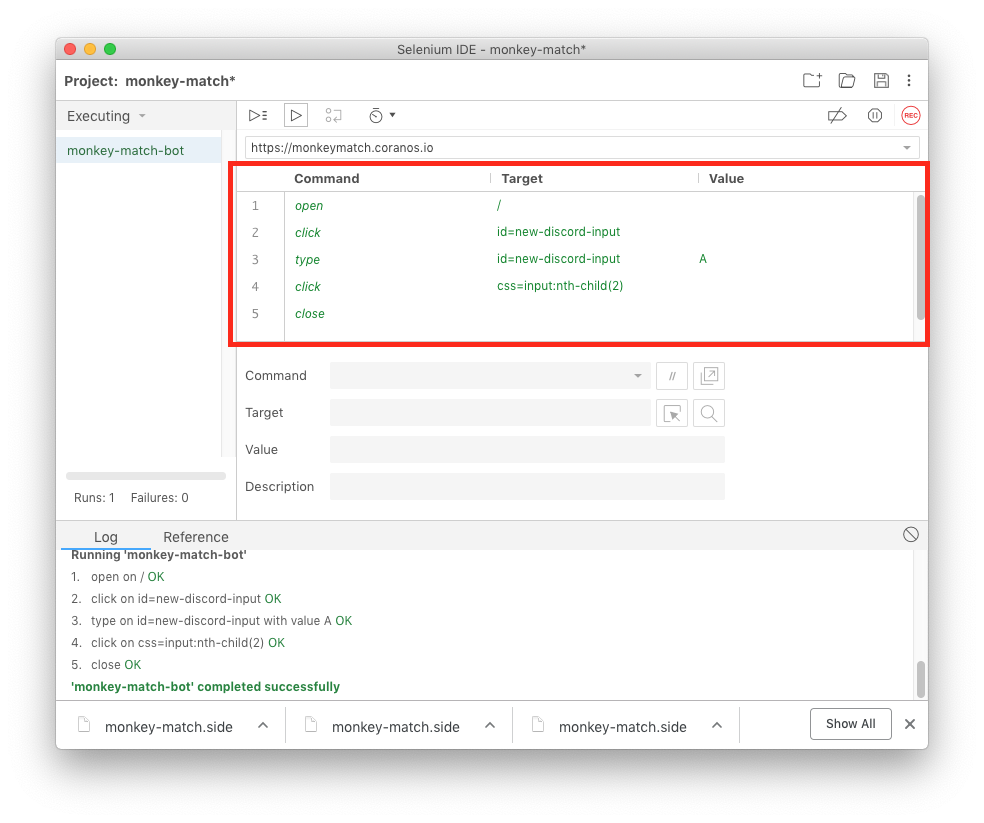 Selenium IDE - monkey-match*
Project: monkey-match*
Executing
REC
monkey-match-bot
https://monkeymatch.coranos.io
Command Target Value
1 open /
2 click id=new-discord-input
3 type id=new-discord-input A
4 click css=input:nth-child(2)
5 close
Command //
Target
Value
Description
Runs: 1 Failures: 0
Log Reference
Running 'monkey-match-bot'
1. open on / OK
2. click on id=new-discord-input OK
3. type on id=new-discord-input with value A OK
4. click on css=input:nth-child(2) OK
5. close OK
'monkey-match-bot' completed successfully
monkey-match.side monkey-match.side monkey-match.side Show All